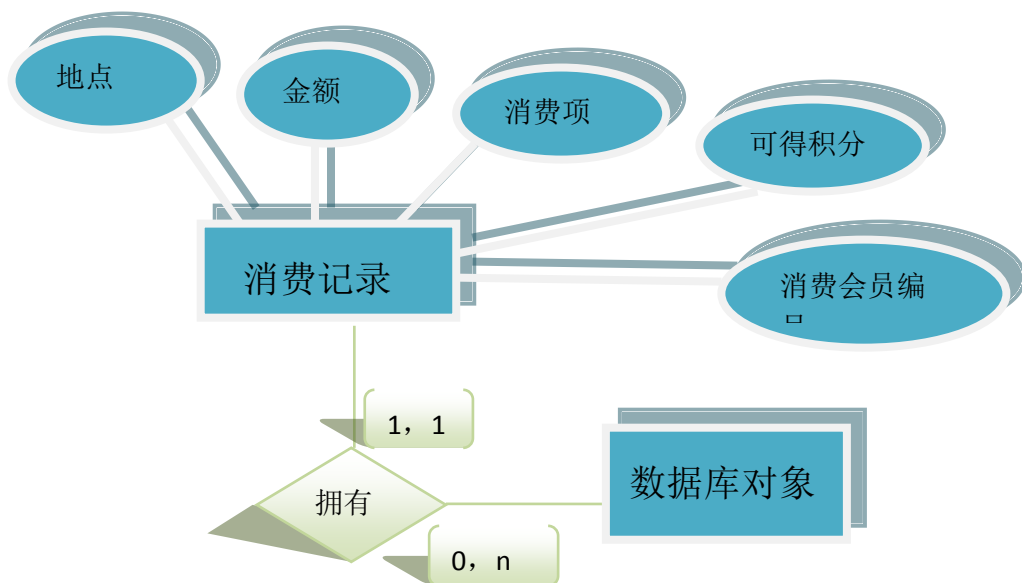 地点
金额
消费项
可得积分
消费记录
消费会员编
1，1
数据库对象
拥有
0，n